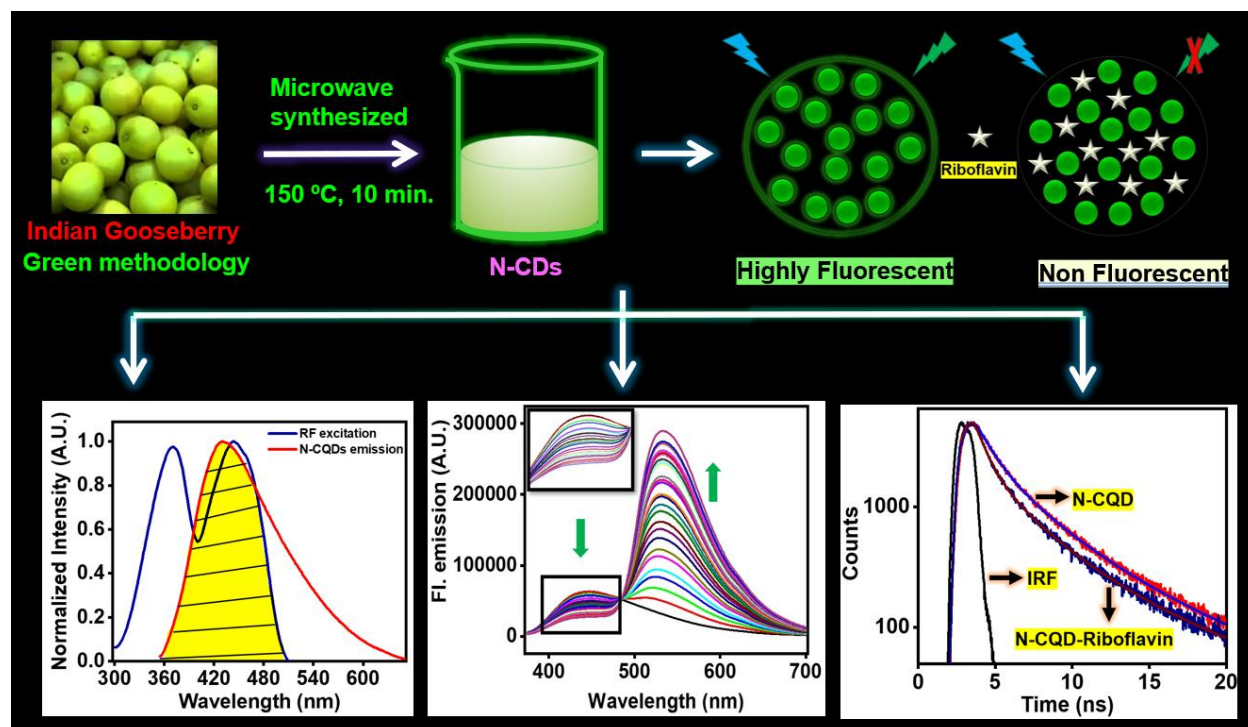 Microwave
synthesized
150 ºC, 10 min.
Indian Gooseberry
Green methodology
N-CDs
Highly Fluorescent
Riboflavin
Non Fluorescent
Normalized Intensity (A.U.)
1.0
0.8
0.6
0.4
0.2
0.0
RF excitation
N-CQDs emission
300 360 420 480 540 600
Wavelength (nm)
Fl. emission (A.U.)
300000
200000
100000
0
400 500 600 700
Wavelength (nm)
Counts
1000
100
N-CQD
IRF
N-CQD-Riboflavin
0 5 10 15 20
Time (ns)